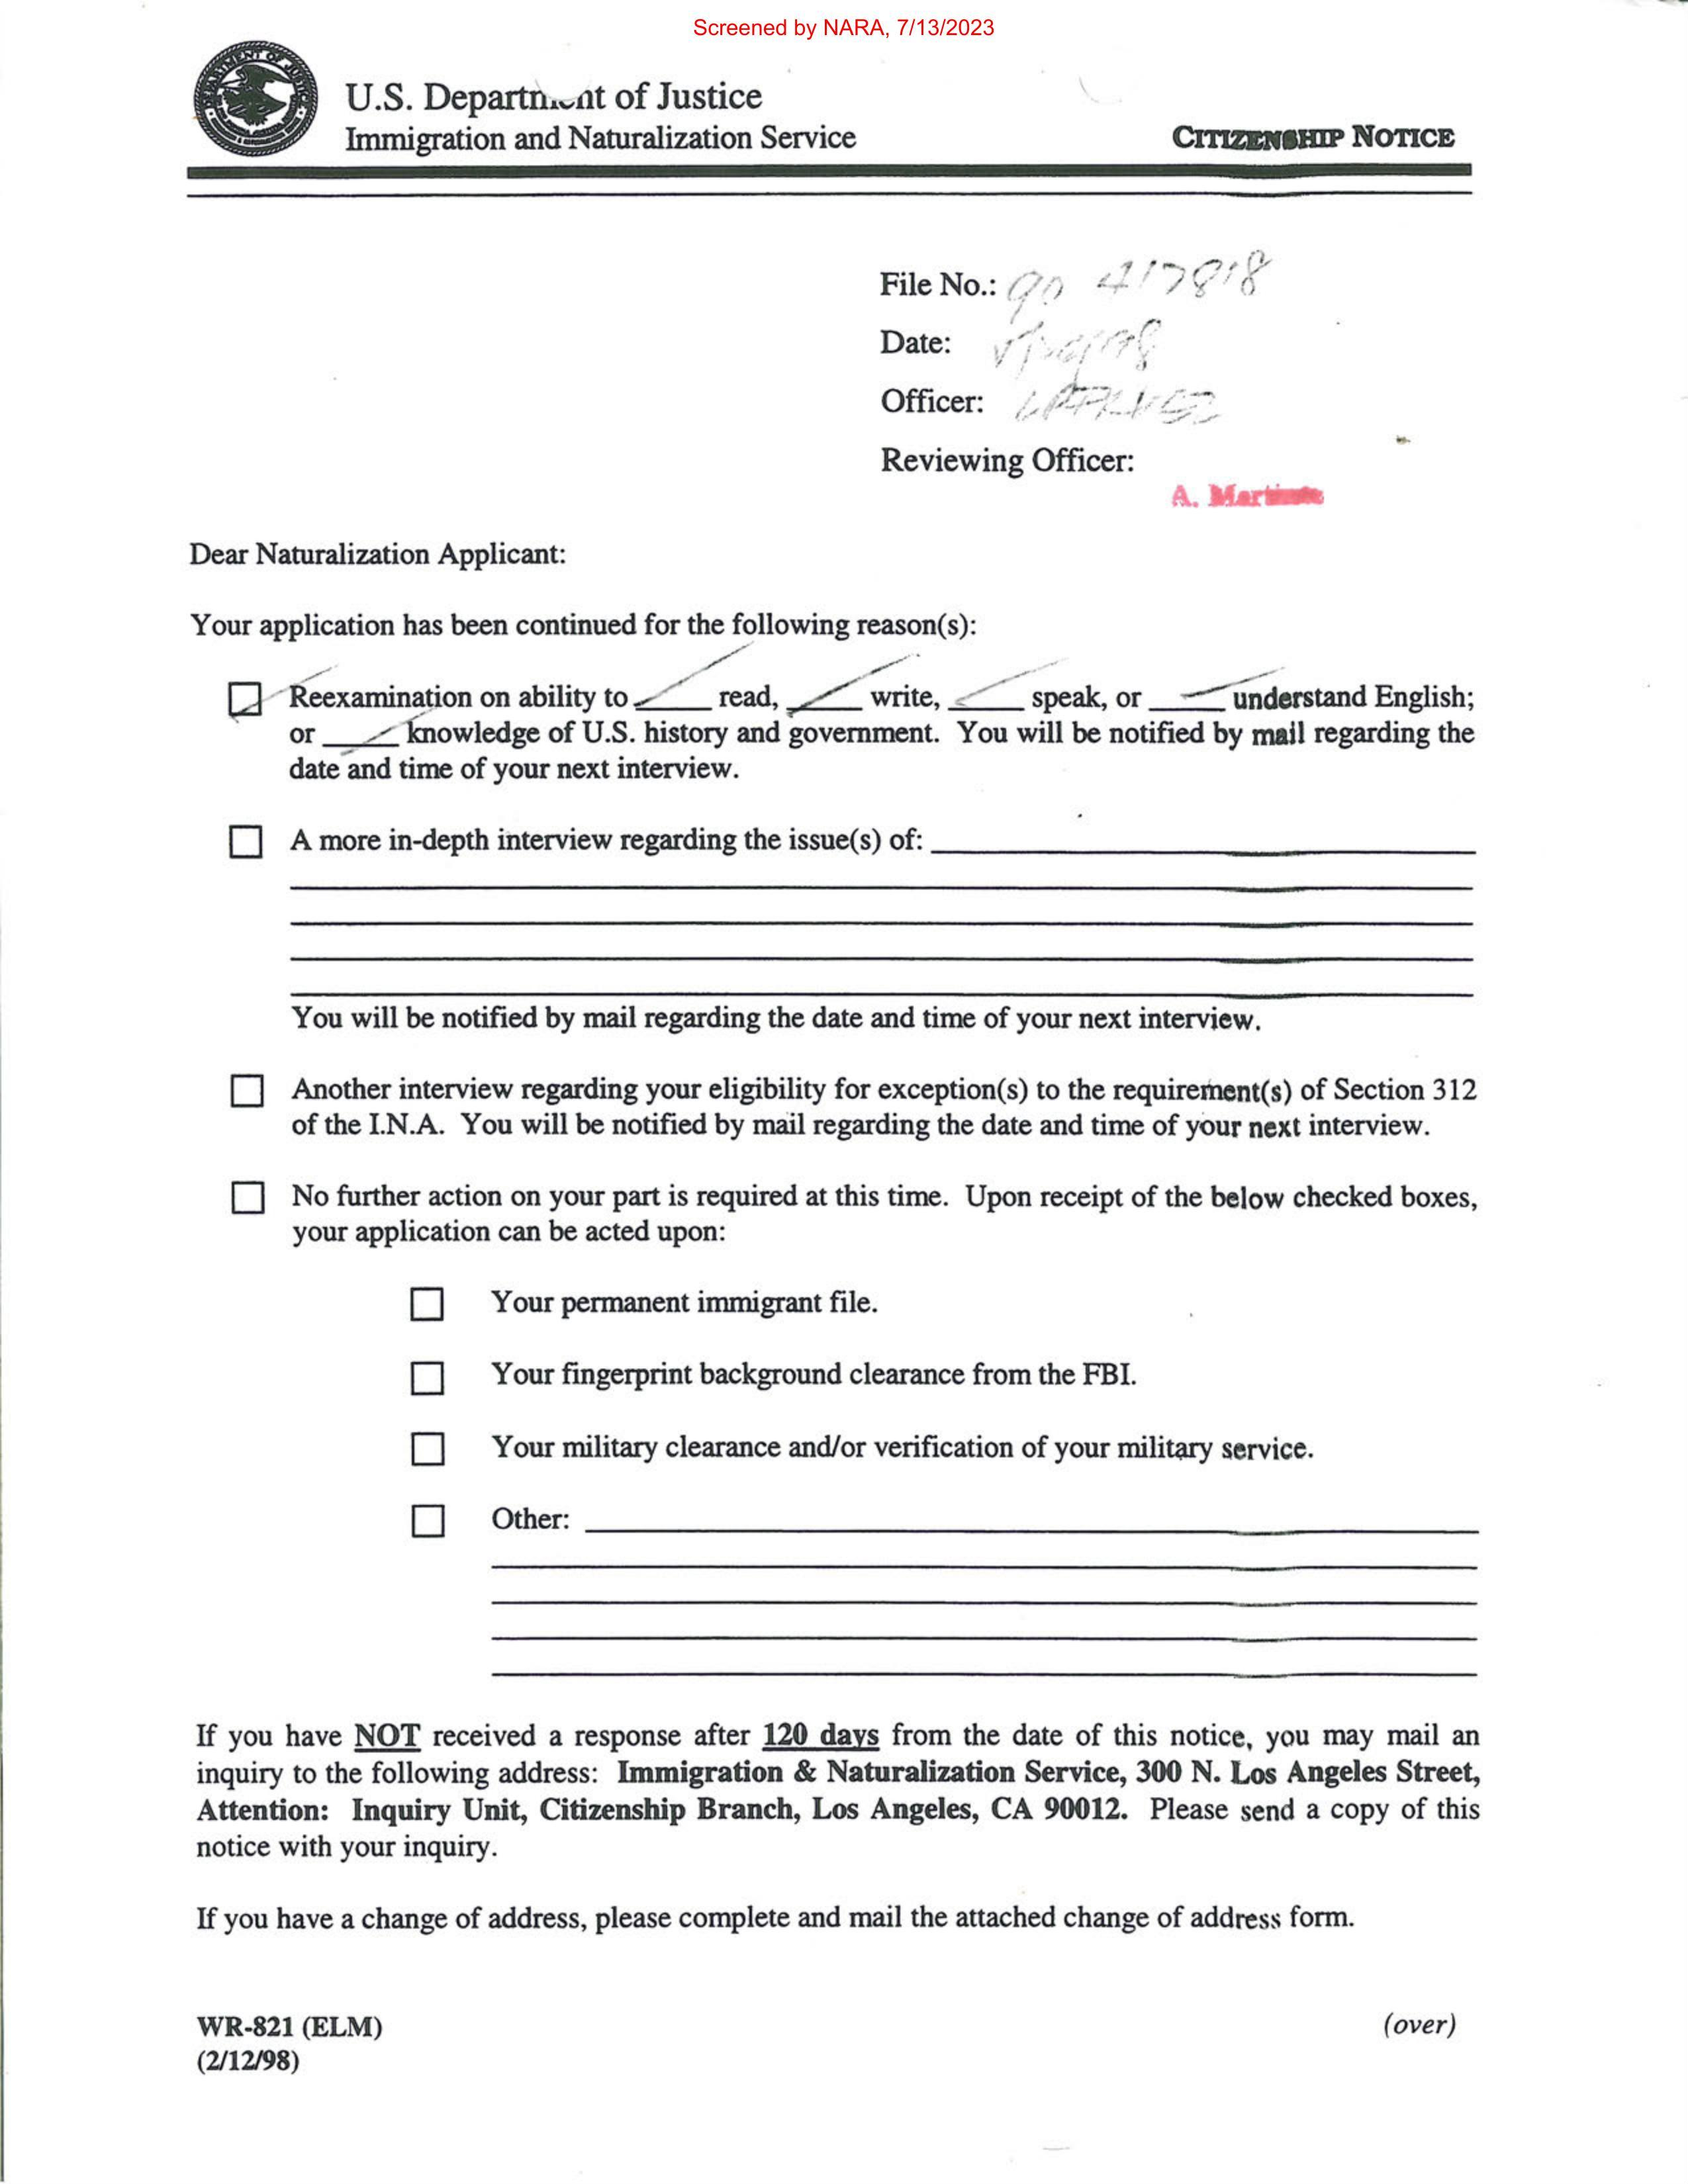 Screened by NARA, 7/13/2023
U.S. Department of Justice
Immigration and Naturalization Service
CITIZENSHIP NOTICE
File No.: 90 417818
Date:
Officer:
Reviewing Officer:
A.
Dear Naturalization Applicant:
Your application has been continued for the following reason(s):
Reexamination on ability to read, write, speak, or understand English;
or knowledge of U.S. history and government. You will be notified by mail regarding the
date and time of your next interview.
A more in-depth interview regarding the issue(s) of:
You will be notified by mail regarding the date and time of your next interview.
Another interview regarding your eligibility for exception(s) to the requirement(s) of Section 312
of the I.N.A. You will be notified by mail regarding the date and time of your next interview.
No further action on your part is required at this time. Upon receipt of the below checked boxes,
your application can be acted upon:
Your permanent immigrant file.
Your fingerprint background clearance from the FBI.
Your military clearance and/or verification of your military service.
Other:
If you have NOT received a response after 120 days from the date of this notice, you may mail an
inquiry to the following address: Immigration & Naturalization Service, 300 N. Los Angeles Street,
Attention: Inquiry Unit, Citizenship Branch, Los Angeles, CA 90012. Please send a copy of this
notice with your inquiry.
If you have a change of address, please complete and mail the attached change of address form.
WR-821 (ELM)
(over)
(2/12/98)